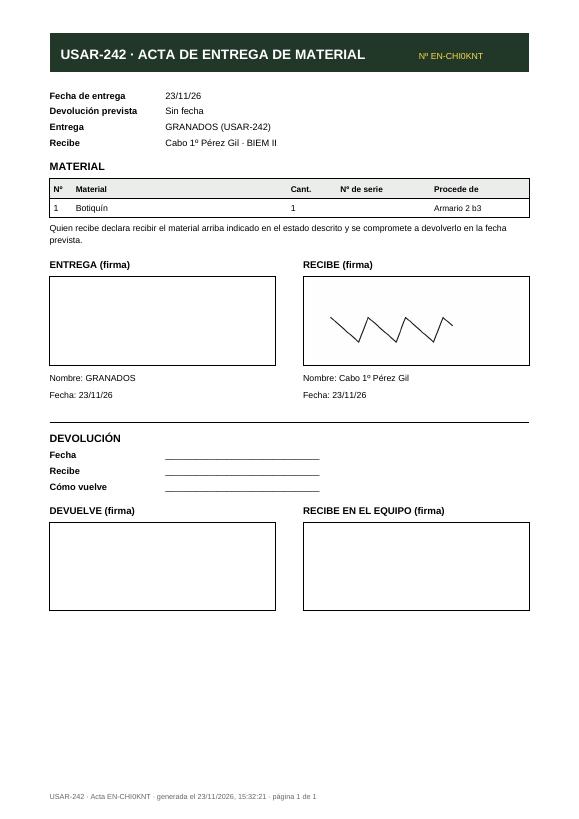 USAR-242 · ACTA DE ENTREGA DE MATERIAL Nº EN-CHI0KNT
Fecha de entrega 23/11/26
Devolución prevista Sin fecha
Entrega GRANADOS (USAR-242)
Recibe Cabo 1º Pérez Gil · BIEM II
MATERIAL
Nº Material Cant. Nº de serie Procede de
1 Botiquín 1 Armario 2 b3
Quien recibe declara recibir el material arriba indicado en el estado descrito y se compromete a devolverlo en la fecha
prevista.
ENTREGA (firma) RECIBE (firma)
Nombre: GRANADOS Nombre: Cabo 1º Pérez Gil
Fecha: 23/11/26 Fecha: 23/11/26
DEVOLUCIÓN
Fecha
Recibe
Cómo vuelve
DEVUELVE (firma) RECIBE EN EL EQUIPO (firma)
USAR-242 · Acta EN-CHI0KNT · generada el 23/11/2026, 15:32:21 · página 1 de 1